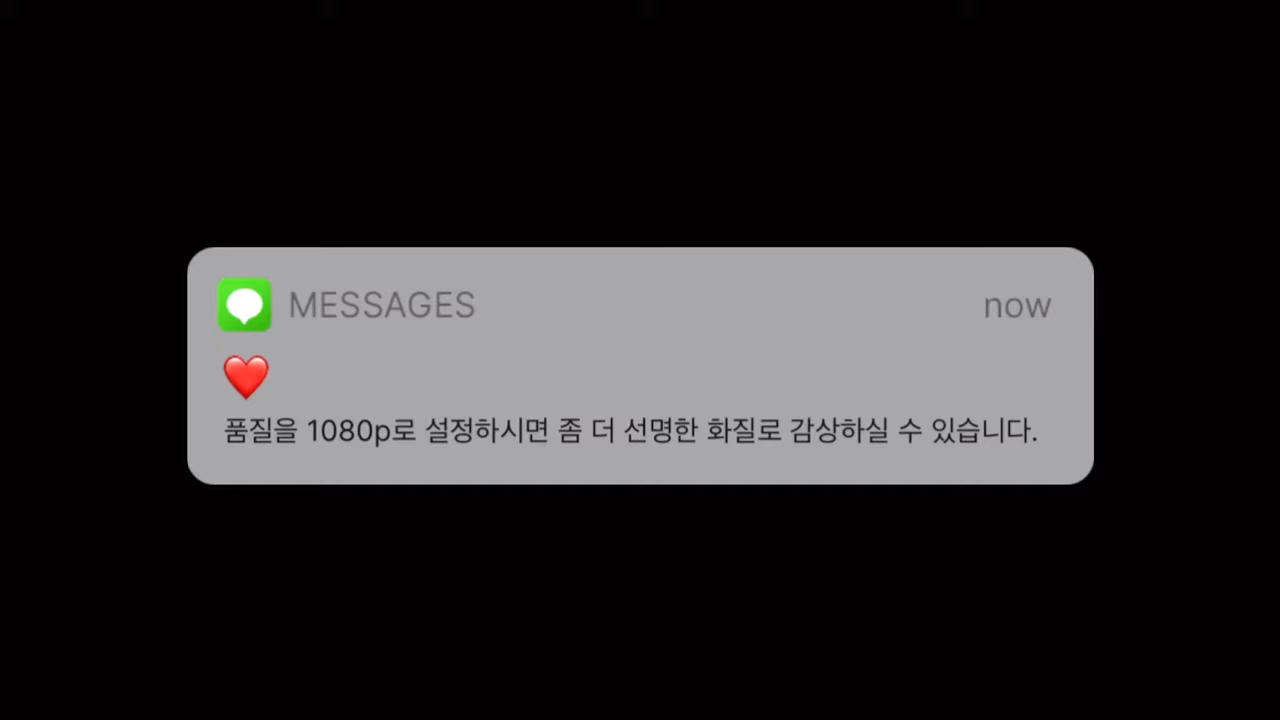 MESSAGES now
❤️
품질을 1080p로 설정하시면 좀 더 선명한 화질로 감상하실 수 있습니다.